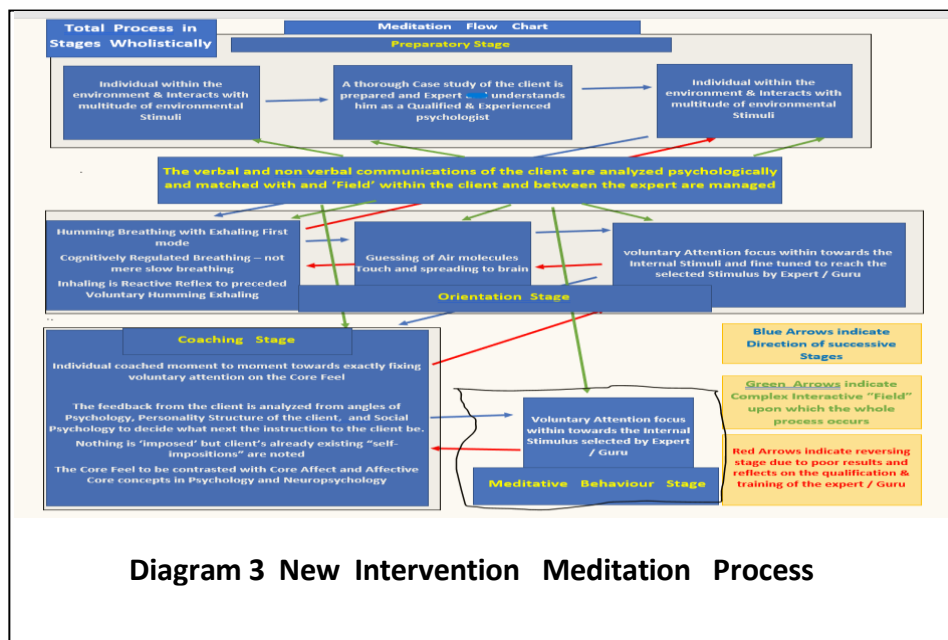 Total Process in
Stages Wholistically
Meditation Flow Chart
Preparatory Stage
Individual within the
environment & Interacts with
multitude of environmental
Stimuli
A thorough Case study of the client is
prepared and Expert understands
him as a Qualified & Experienced
psychologist
Individual within the
environment & Interacts with
multitude of environmental
Stimuli
The verbal and non verbal communications of the client are analyzed psychologically
and matched with and ‘Field’ within the client and between the expert are managed
Humming Breathing with Exhaling First
mode
Cognitively Regulated Breathing – not
mere slow breathing
Inhaling is Reactive Reflex to preceded
Voluntary Humming Exhaling
Guessing of Air molecules
Touch and spreading to brain
voluntary Attention focus within towards the
Internal Stimuli and fine tuned to reach the
selected Stimulus by Expert / Guru
Orientation Stage
Coaching Stage
Individual coached moment to moment towards exactly fixing
voluntary attention on the Core Feel
The feedback from the client is analyzed from angles of
Psychology, Personality Structure of the client, and Social
Psychology to decide what next the instruction to the client be.
Nothing is ‘imposed’ but client’s already existing “self-
impositions” are noted
The Core Feel to be contrasted with Core Affect and Affective
Core concepts in Psychology and Neuropsychology
Voluntary Attention focus
within towards the Internal
Stimulus selected by Expert
/ Guru
Meditative Behaviour Stage
Blue Arrows indicate
Direction of successive
Stages
Green Arrows indicate
Complex Interactive “Field”
upon which the whole
process occurs
Red Arrows indicate reversing
stage due to poor results and
reflects on the qualification &
training of the expert / Guru
Diagram 3 New Intervention Meditation Process